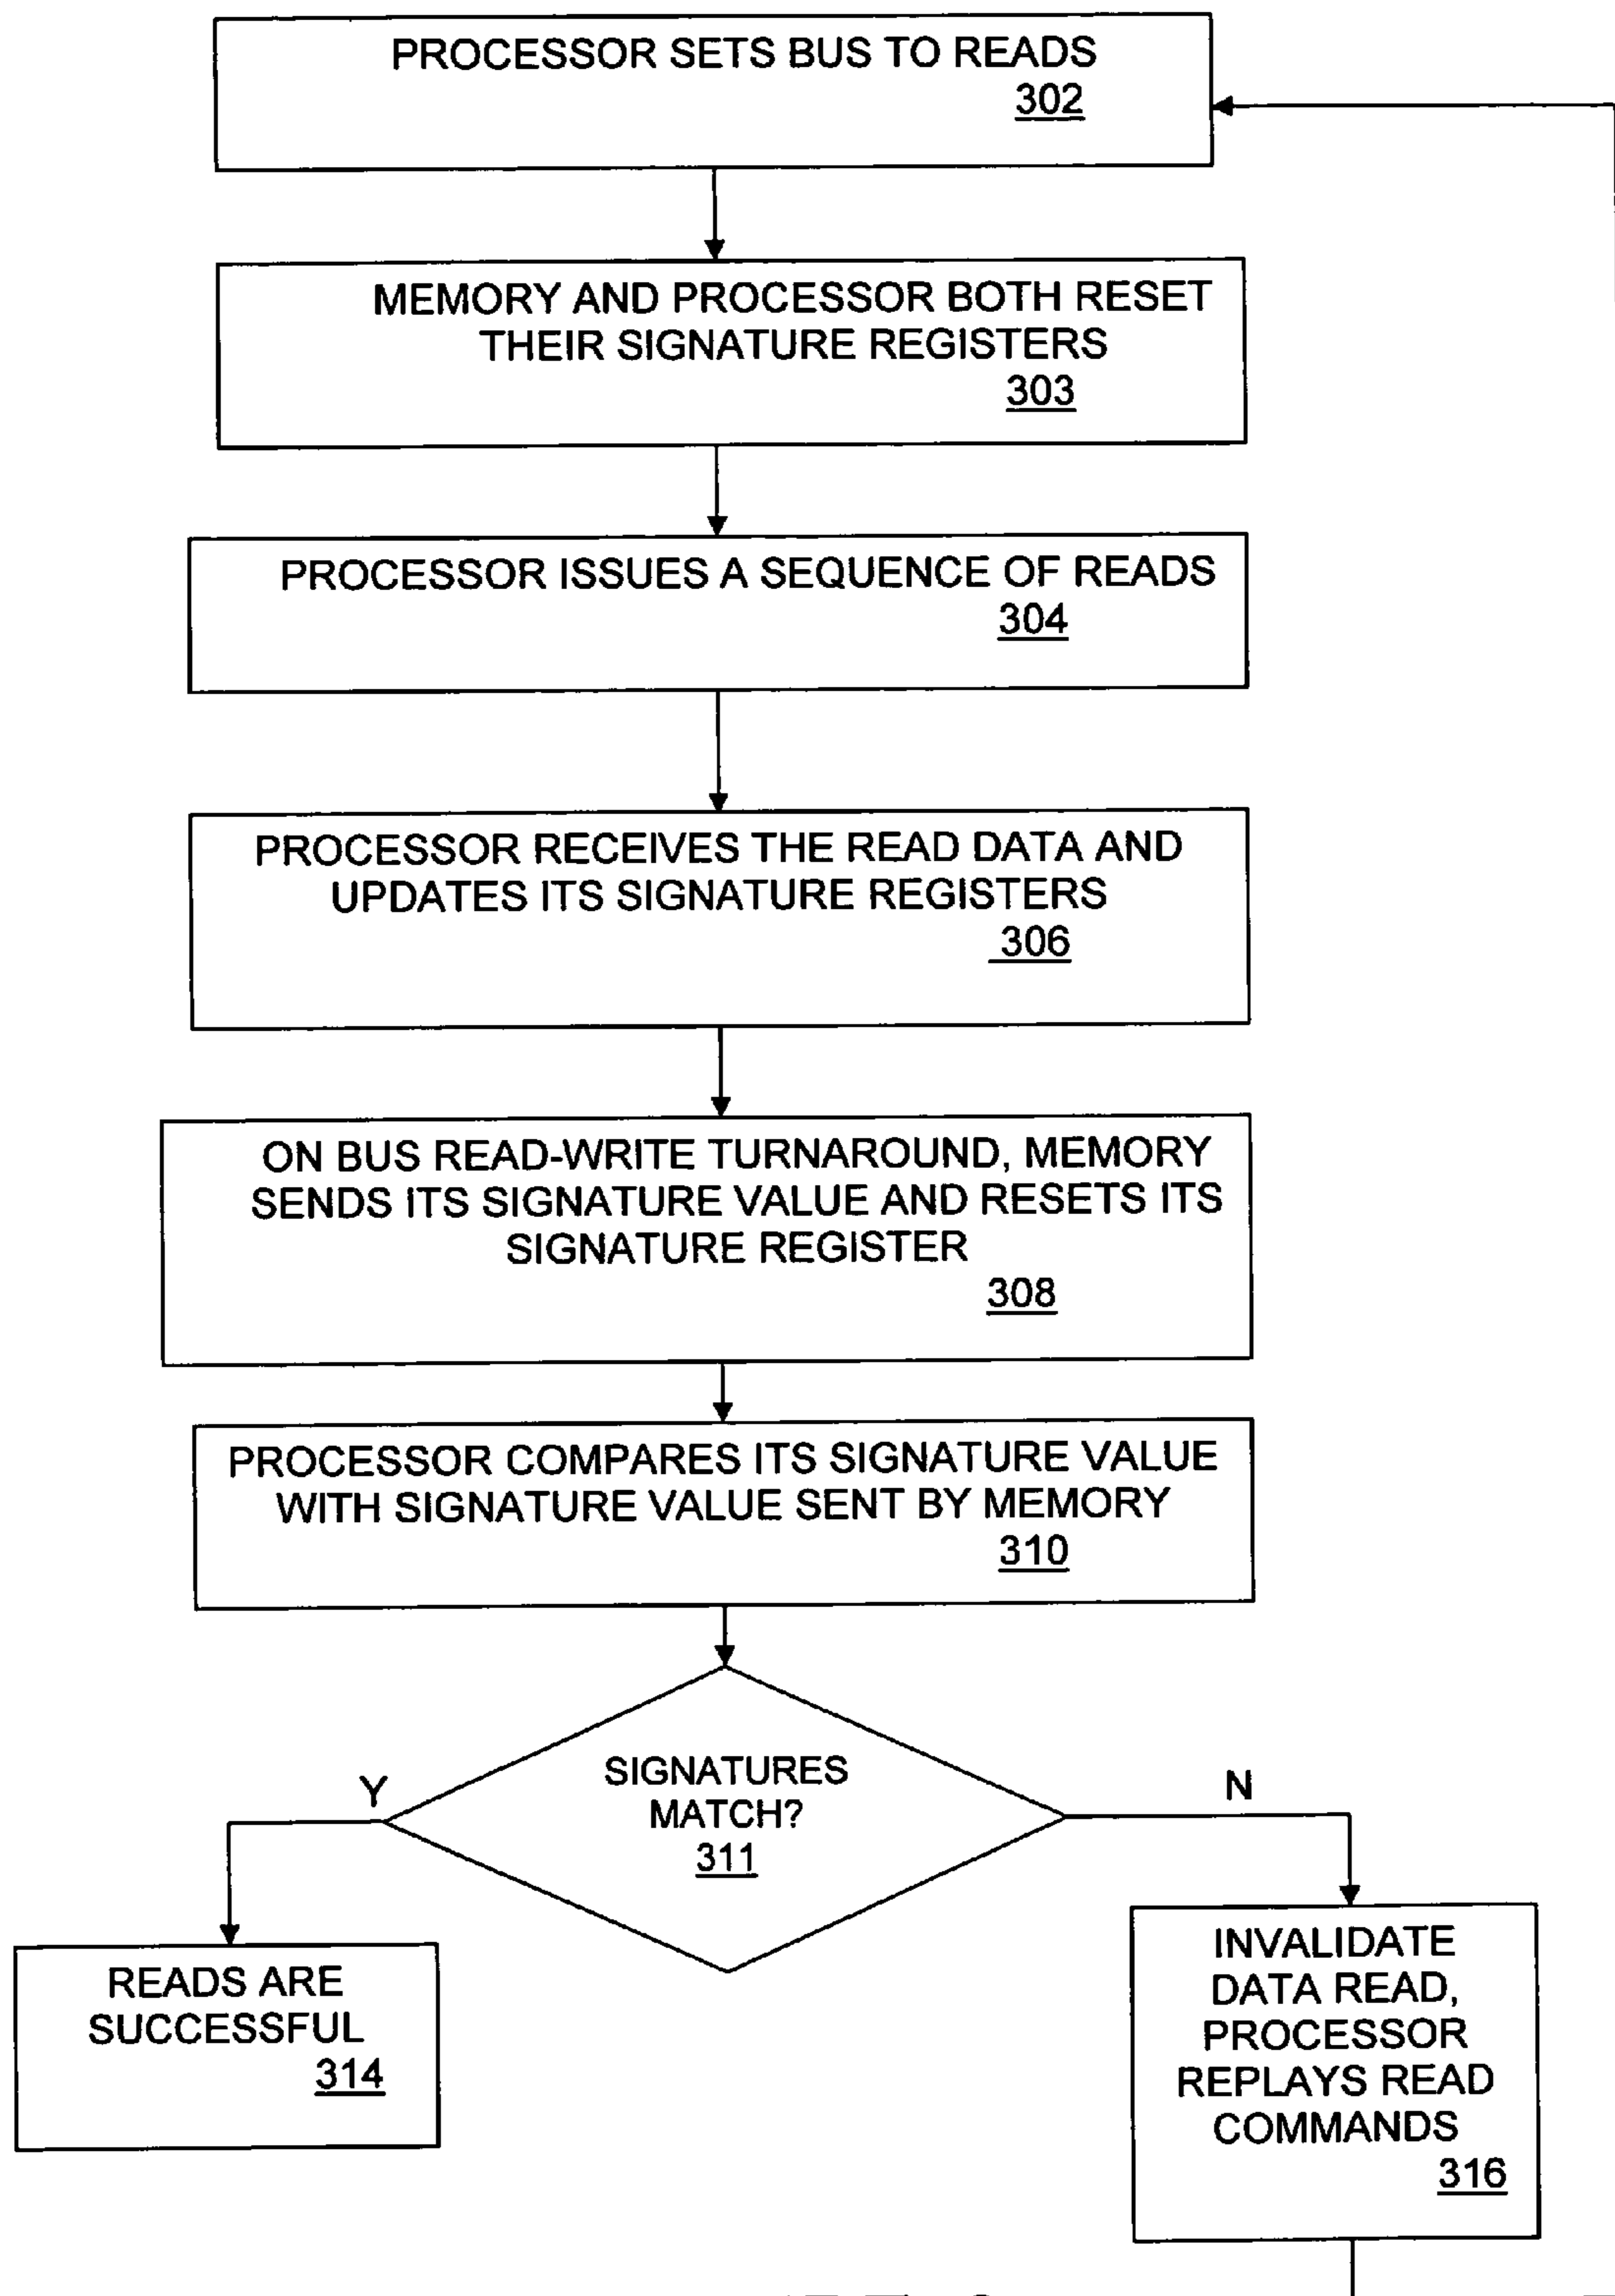 PROCESSOR SETS BUS TO READS
302
MEMORY AND PROCESSOR BOTH RESET
THEIR SIGNATURE REGISTERS
303
PROCESSOR ISSUES A SEQUENCE OF READS
304
PROCESSOR RECEIVES THE READ DATA AND
UPDATES ITS SIGNATURE REGISTERS
306
ON BUS READ-WRITE TURNAROUND, MEMORY
SENDS ITS SIGNATURE VALUE AND RESETS ITS
SIGNATURE REGISTER
308
PROCESSOR COMPARES ITS SIGNATURE VALUE
WITH SIGNATURE VALUE SENT BY MEMORY
310
SIGNATURES
MATCH?
311
Y
N
READS ARE
SUCCESSFUL
314
INVALIDATE
DATA READ,
PROCESSOR
REPLAYS READ
COMMANDS
316